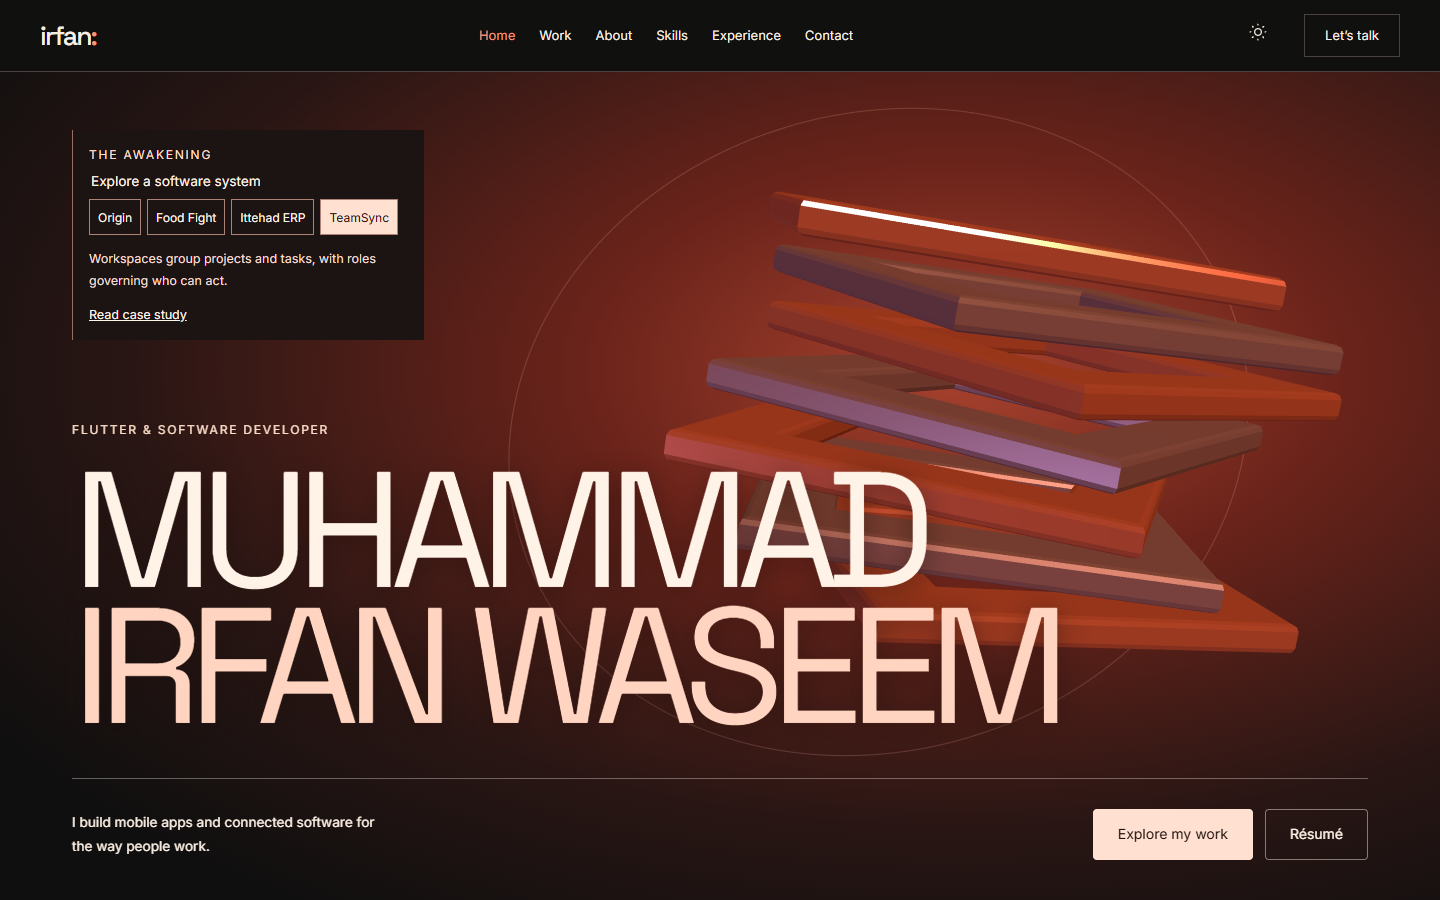 irfan:
Home Work About Skills Experience Contact
Let's talk
THE AWAKENING
Explore a software system
Origin Food Fight Ittehad ERP TeamSync
Workspaces group projects and tasks, with roles
governing who can act.
Read case study
FLUTTER & SOFTWARE DEVELOPER
MUHAMMAD
IRFAN WASEEM
I build mobile apps and connected software for
the way people work.
Explore my work Résumé